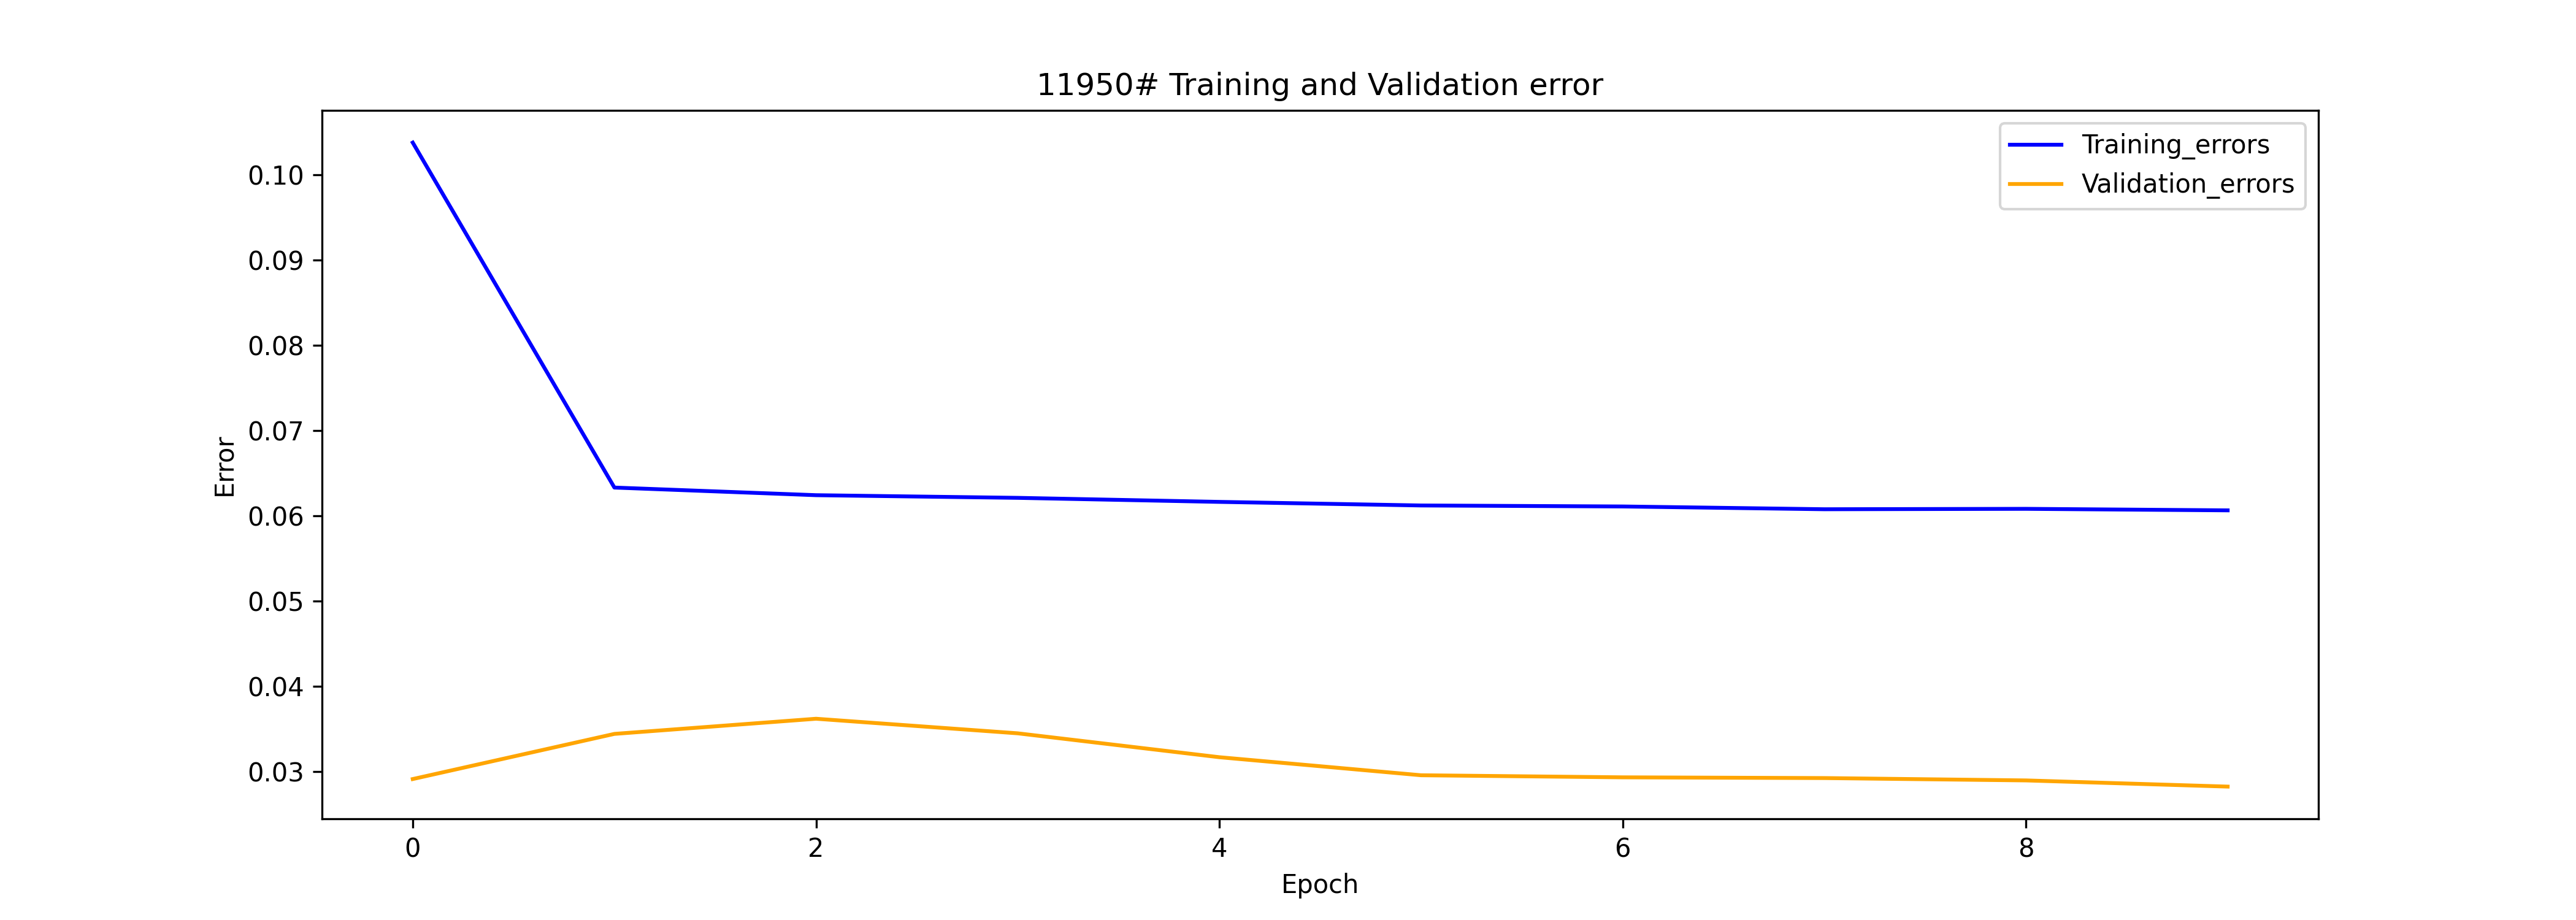 11950# Training and Validation error
Training_errors
Validation_errors
0.10
0.09
0.08
0.07
0.06
0.05
0.04
0.03
Error
0 2 4 6 8
Epoch